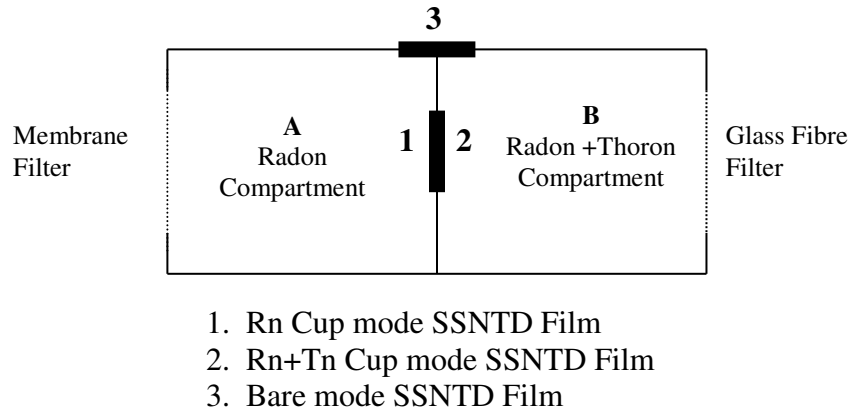 3
Membrane
Filter
A
Radon
Compartment
1
2
B
Radon +Thoron
Compartment
Glass Fibre
Filter
1. Rn Cup mode SSNTD Film
2. Rn+Tn Cup mode SSNTD Film
3. Bare mode SSNTD Film